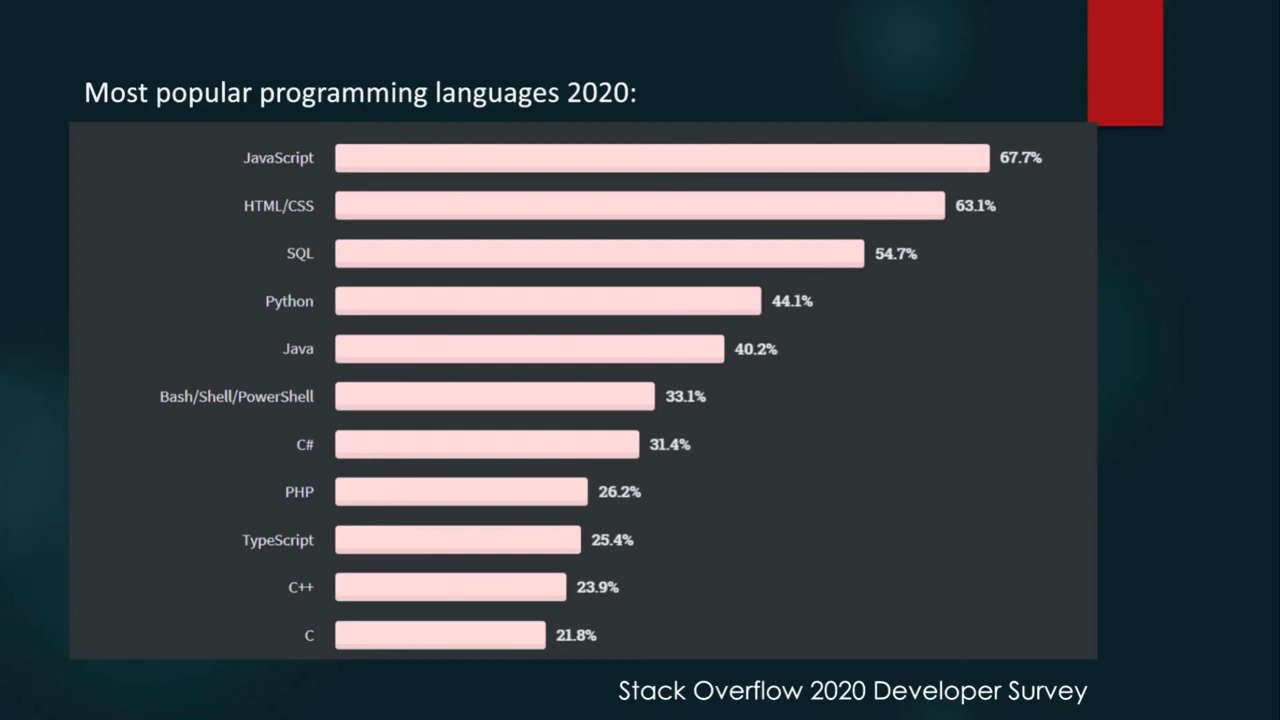 Most popular programming languages 2020:
JavaScript 67.7%
HTML/CSS 63.1%
SQL 54.7%
Python 44.1%
Java 40.2%
Bash/Shell/PowerShell 33.1%
C# 31.4%
PHP 26.2%
TypeScript 25.4%
C++ 23.9%
C 21.8%
Stack Overflow 2020 Developer Survey